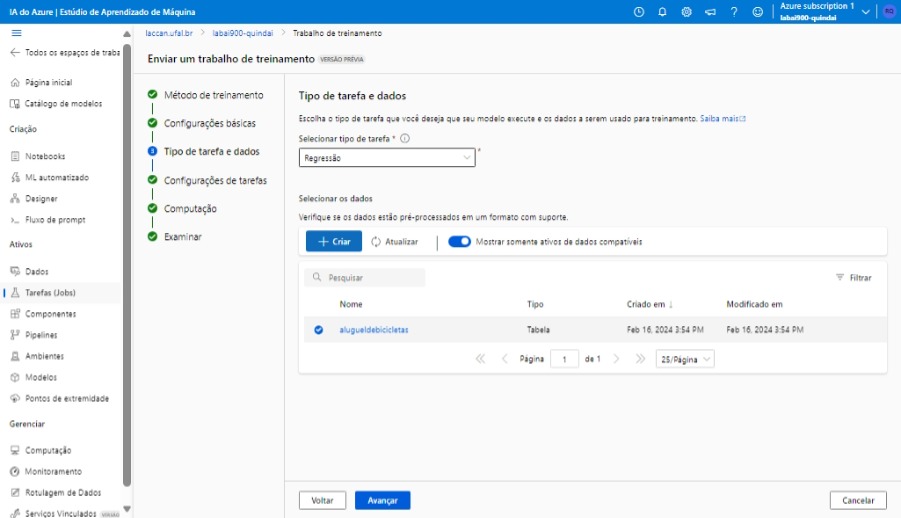 IA do Azure | Estúdio de Aprendizado de Máquina
Azure subscription 1
labai900-quindai
RQ
Todos os espaços de traba
Página inicial
Catálogo de modelos
Criação
Notebooks
ML automatizado
Designer
Fluxo de prompt
Ativos
Dados
Tarefas (Jobs)
Componentes
Pipelines
Ambientes
Modelos
Pontos de extremidade
Gerenciar
Computação
Monitoramento
Rotulagem de Dados
Serviços Vinculados
laccan.ufal.br > labai900-quindai > Trabalho de treinamento
Enviar um trabalho de treinamento VERSÃO PRÉVIA
Método de treinamento
Configurações básicas
3 Tipo de tarefa e dados
Configurações de tarefas
Computação
Examinar
Tipo de tarefa e dados
Escolha o tipo de tarefa que você deseja que seu modelo execute e os dados a serem usado para treinamento. Saiba mais
Selecionar tipo de tarefa *
Regressão *
Selecionar os dados
Verifique se os dados estão pré-processados em um formato com suporte.
+ Criar Atualizar | Mostrar somente ativos de dados compatíveis
Pesquisar Filtrar
Nome Tipo Criado em ↓ Modificado em
alugueldebicicletas Tabela Feb 16, 2024 3:54 PM Feb 16, 2024 3:54 PM
Página 1 de 1 25/Página
Voltar Avançar Cancelar